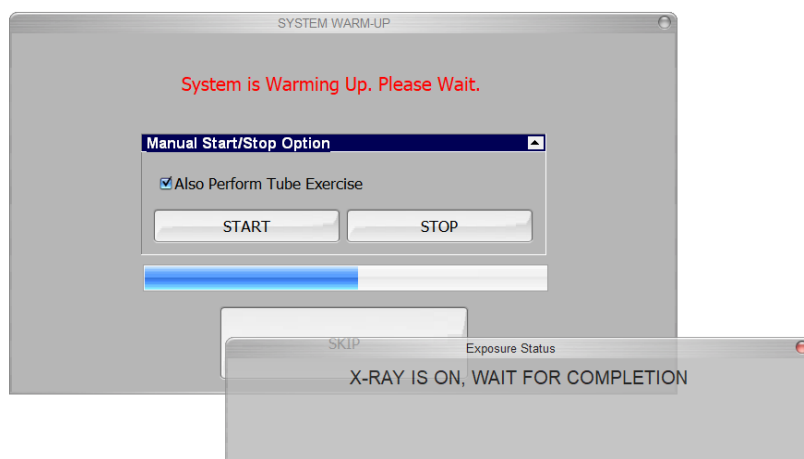 SYSTEM WARM-UP
System is Warming Up. Please Wait.
Manual Start/Stop Option
Also Perform Tube Exercise
START
STOP
SKIP
Exposure Status
X-RAY IS ON, WAIT FOR COMPLETION